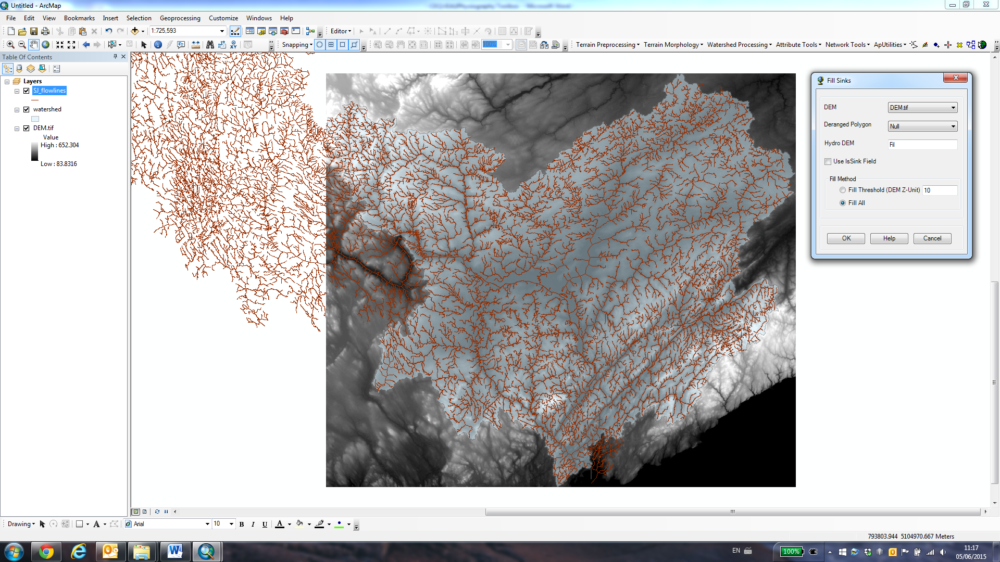 Untitled - ArcMap
File Edit View Bookmarks Insert Selection Geoprocessing Customize Windows Help
1:725,593 Editor
Snapping 100% Terrain Preprocessing Terrain Morphology Watershed Processing Attribute Tools Network Tools ApUtilities
Table Of Contents
Layers
SJ_flowlines
watershed
DEM.tif
Value
High : 652.304
Low : 83.8316
Fill Sinks
DEM DEM.tif
Deranged Polygon Null
Hydro DEM Fil
Use IsSink Field
Fill Method
Fill Threshold (DEM Z-Unit) 10
Fill All
OK Help Cancel
Drawing A Arial 10 B I U A
793803.944 5104970.667 Meters
EN 100% 11:17
05/06/2015